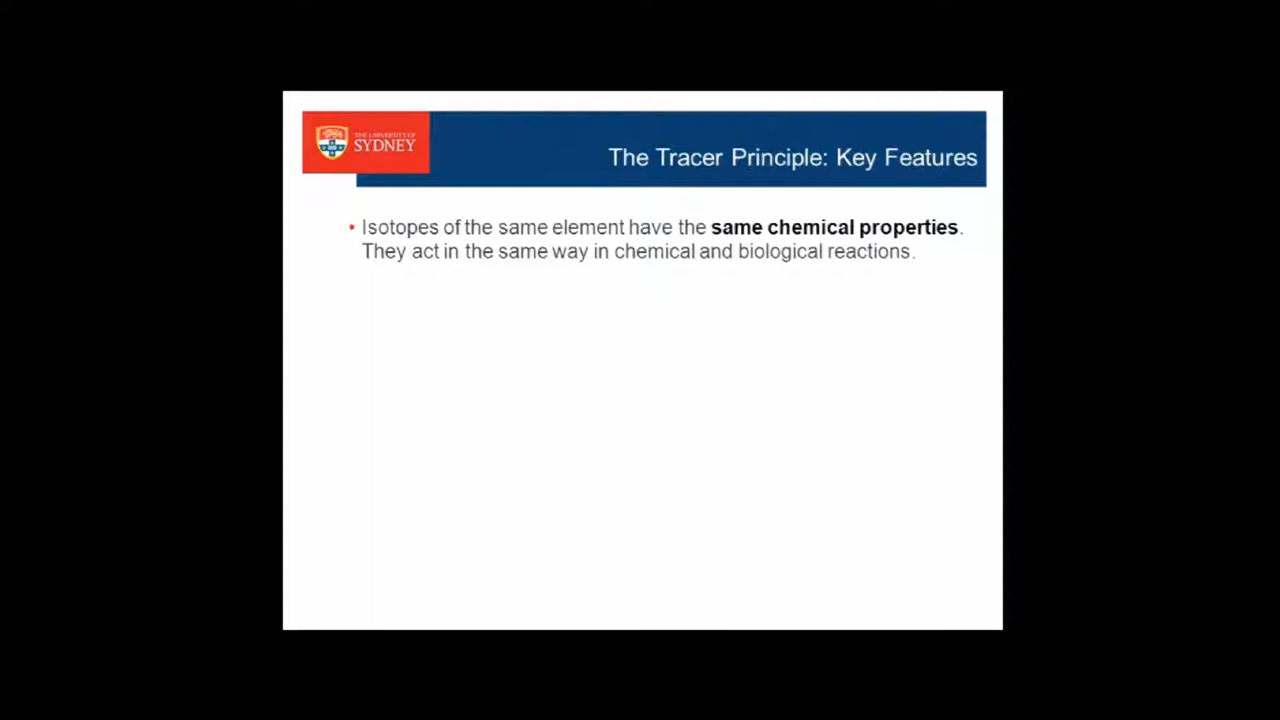 THE UNIVERSITY OF
SYDNEY
The Tracer Principle: Key Features
• Isotopes of the same element have the same chemical properties.
They act in the same way in chemical and biological reactions.